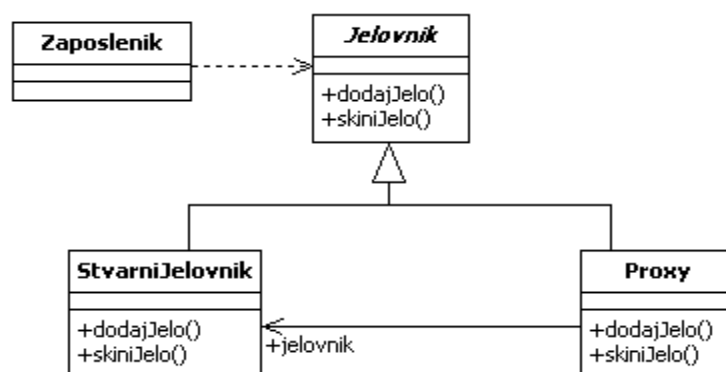 Zaposlenik
Jelovnik
+dodajJelo()
+skiniJelo()
StvarniJelovnik
+dodajJelo()
+skiniJelo()
+jelovnik
Proxy
+dodajJelo()
+skiniJelo()